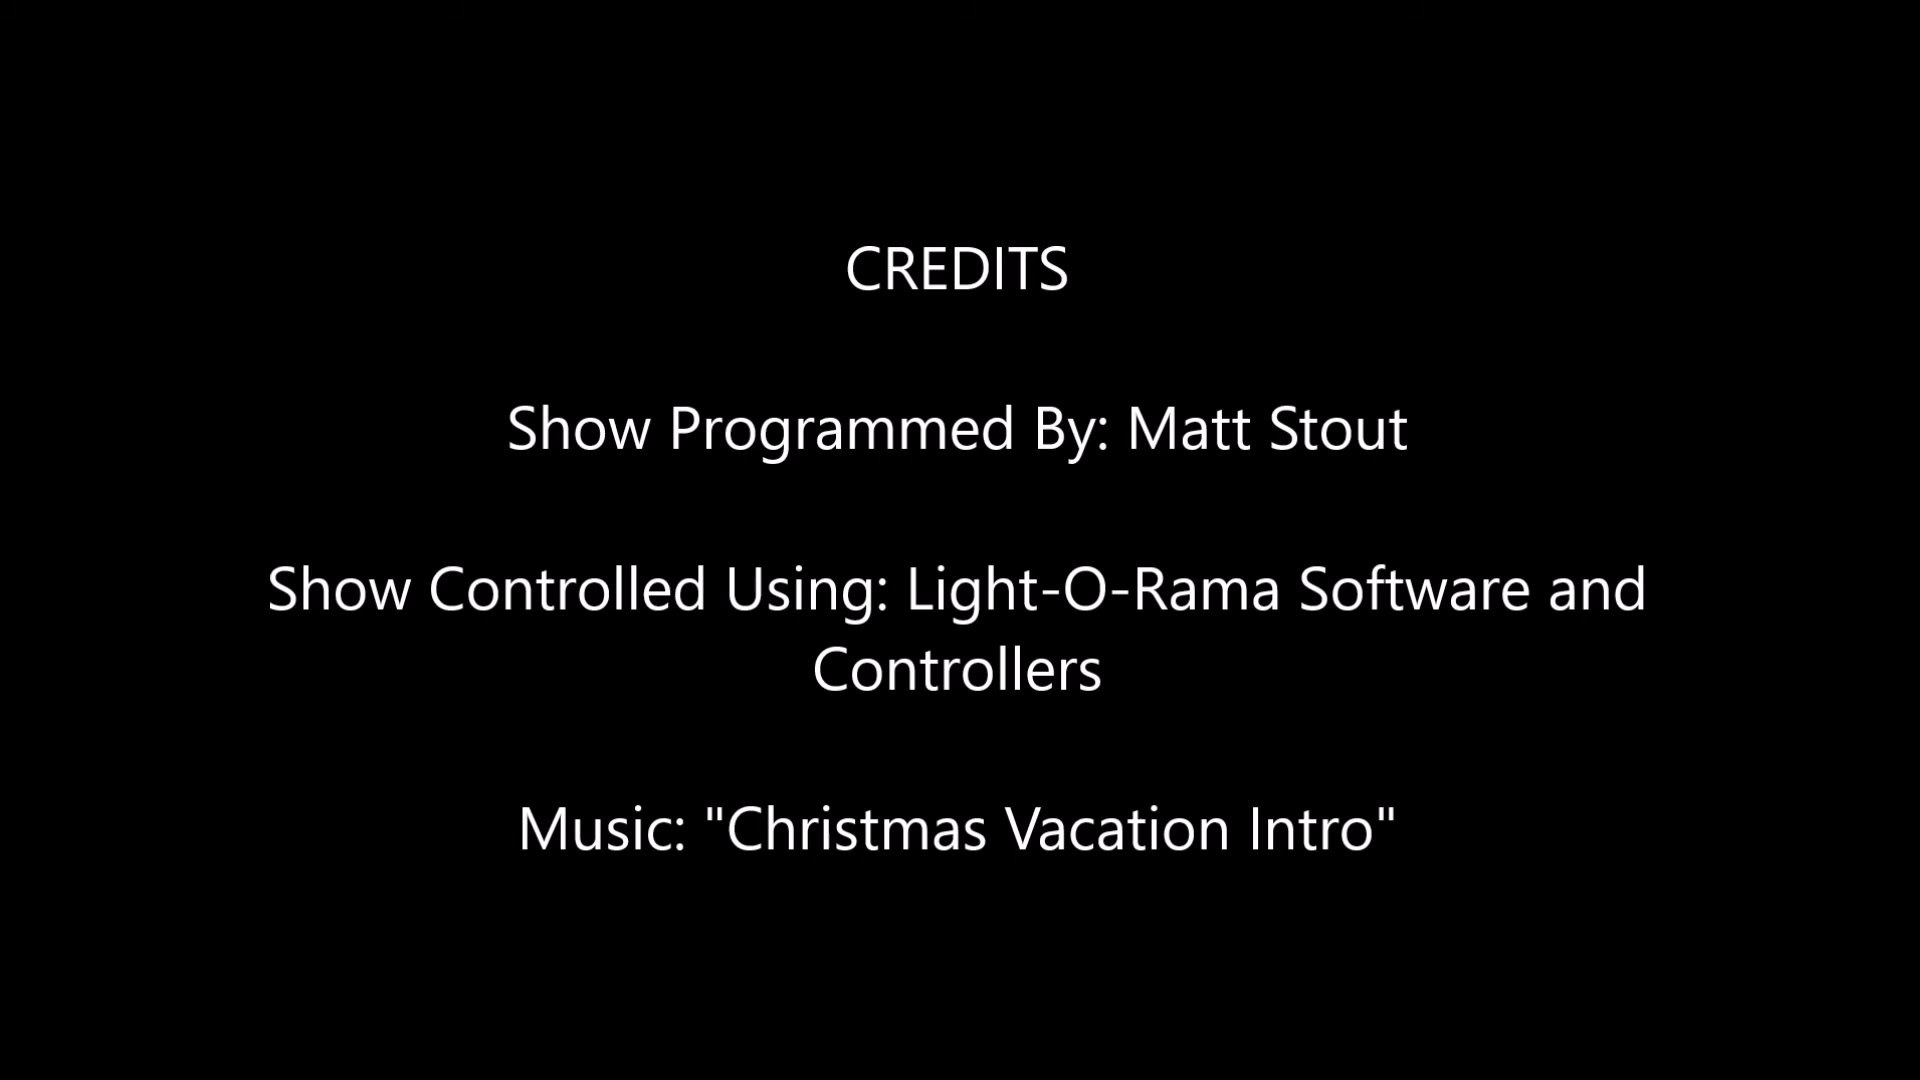 CREDITS
Show Programmed By: Matt Stout
Show Controlled Using: Light-O-Rama Software and
Controllers
Music: "Christmas Vacation Intro"